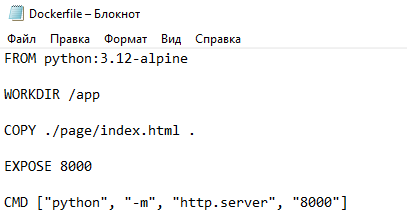 Dockerfile – Блокнот
Файл Правка Формат Вид Справка
FROM python:3.12-alpine
WORKDIR /app
COPY ./page/index.html .
EXPOSE 8000
CMD ["python", "-m", "http.server", "8000"]